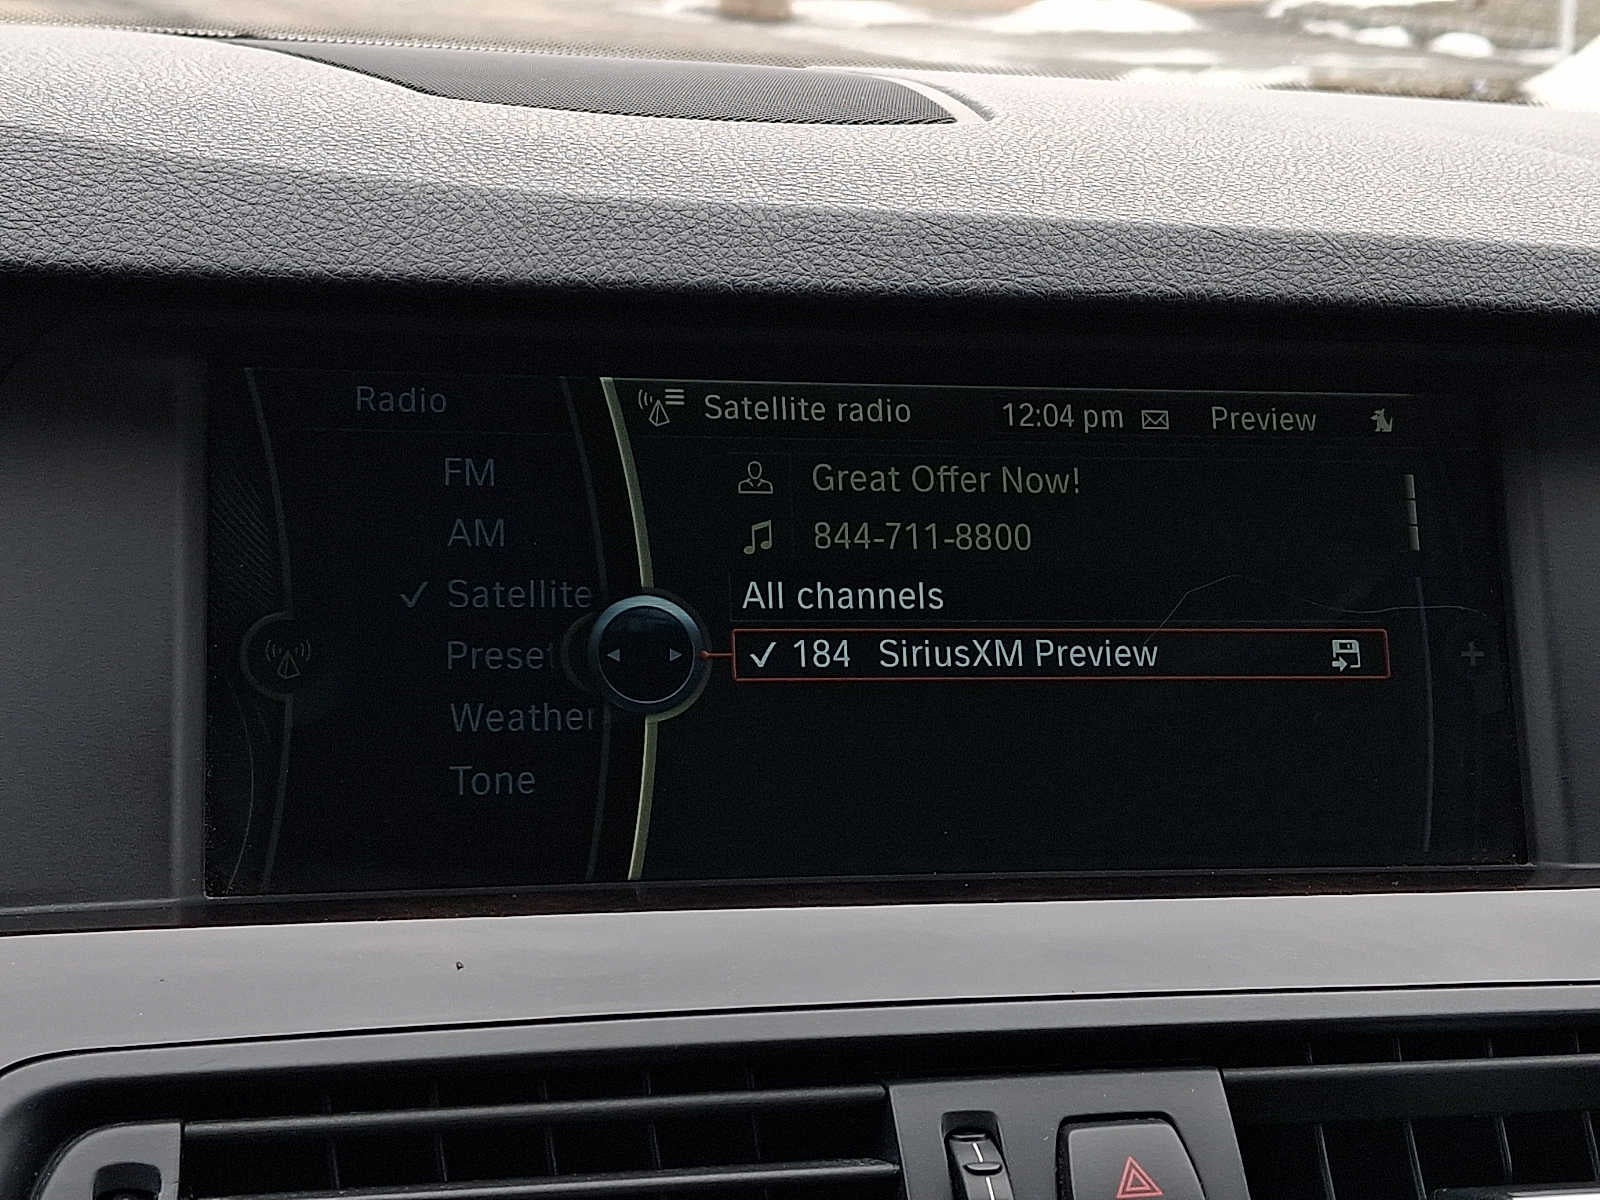 Radio
FM
AM
✓ Satellite
Preset
Weather
Tone
Satellite radio 12:04 pm Preview
Great Offer Now!
844-711-8800
All channels
✓ 184 SiriusXM Preview
+